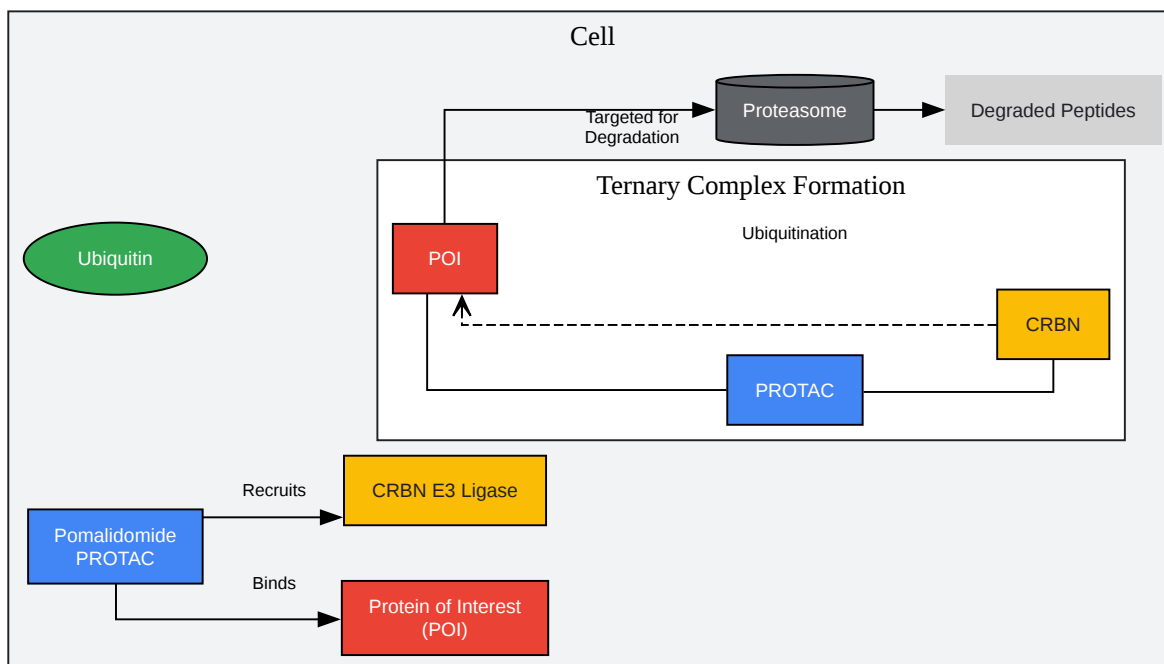 Cell
Proteasome
Degraded Peptides
Targeted for
Degradation
Ternary Complex Formation
Ubiquitination
POI
Ubiquitin
CRBN
PROTAC
Recruits
CRBN E3 Ligase
Pomalidomide
PROTAC
Binds
Protein of Interest
(POI)